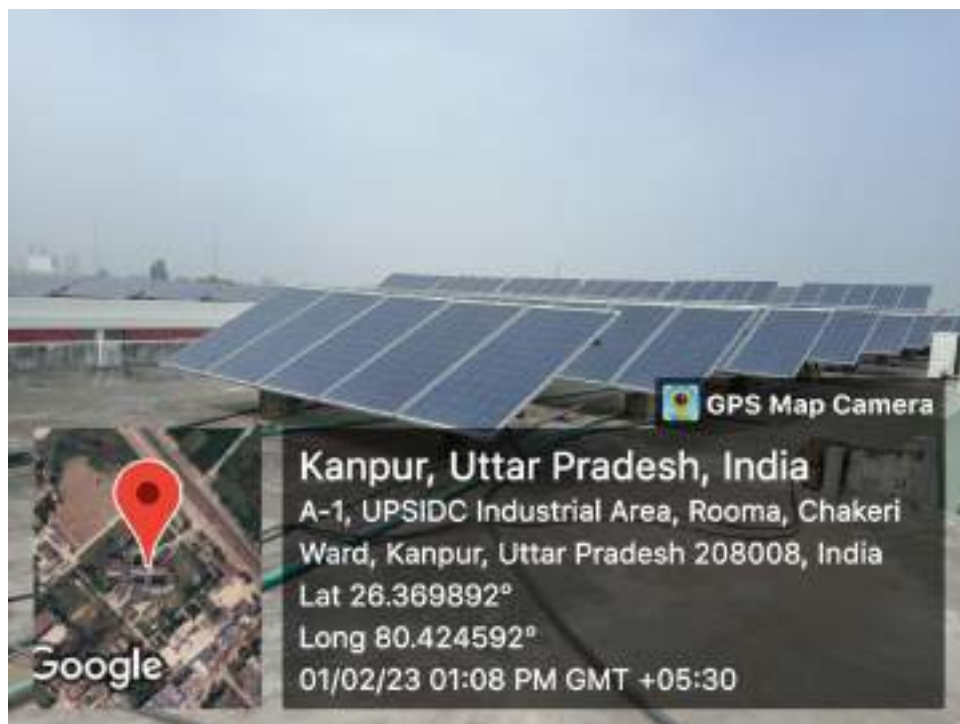 GPS Map Camera
Kanpur, Uttar Pradesh, India
A-1, UPSIDC Industrial Area, Rooma, Chakeri
Ward, Kanpur, Uttar Pradesh 208008, India
Lat 26.369892°
Long 80.424592°
01/02/23 01:08 PM GMT +05:30
Google